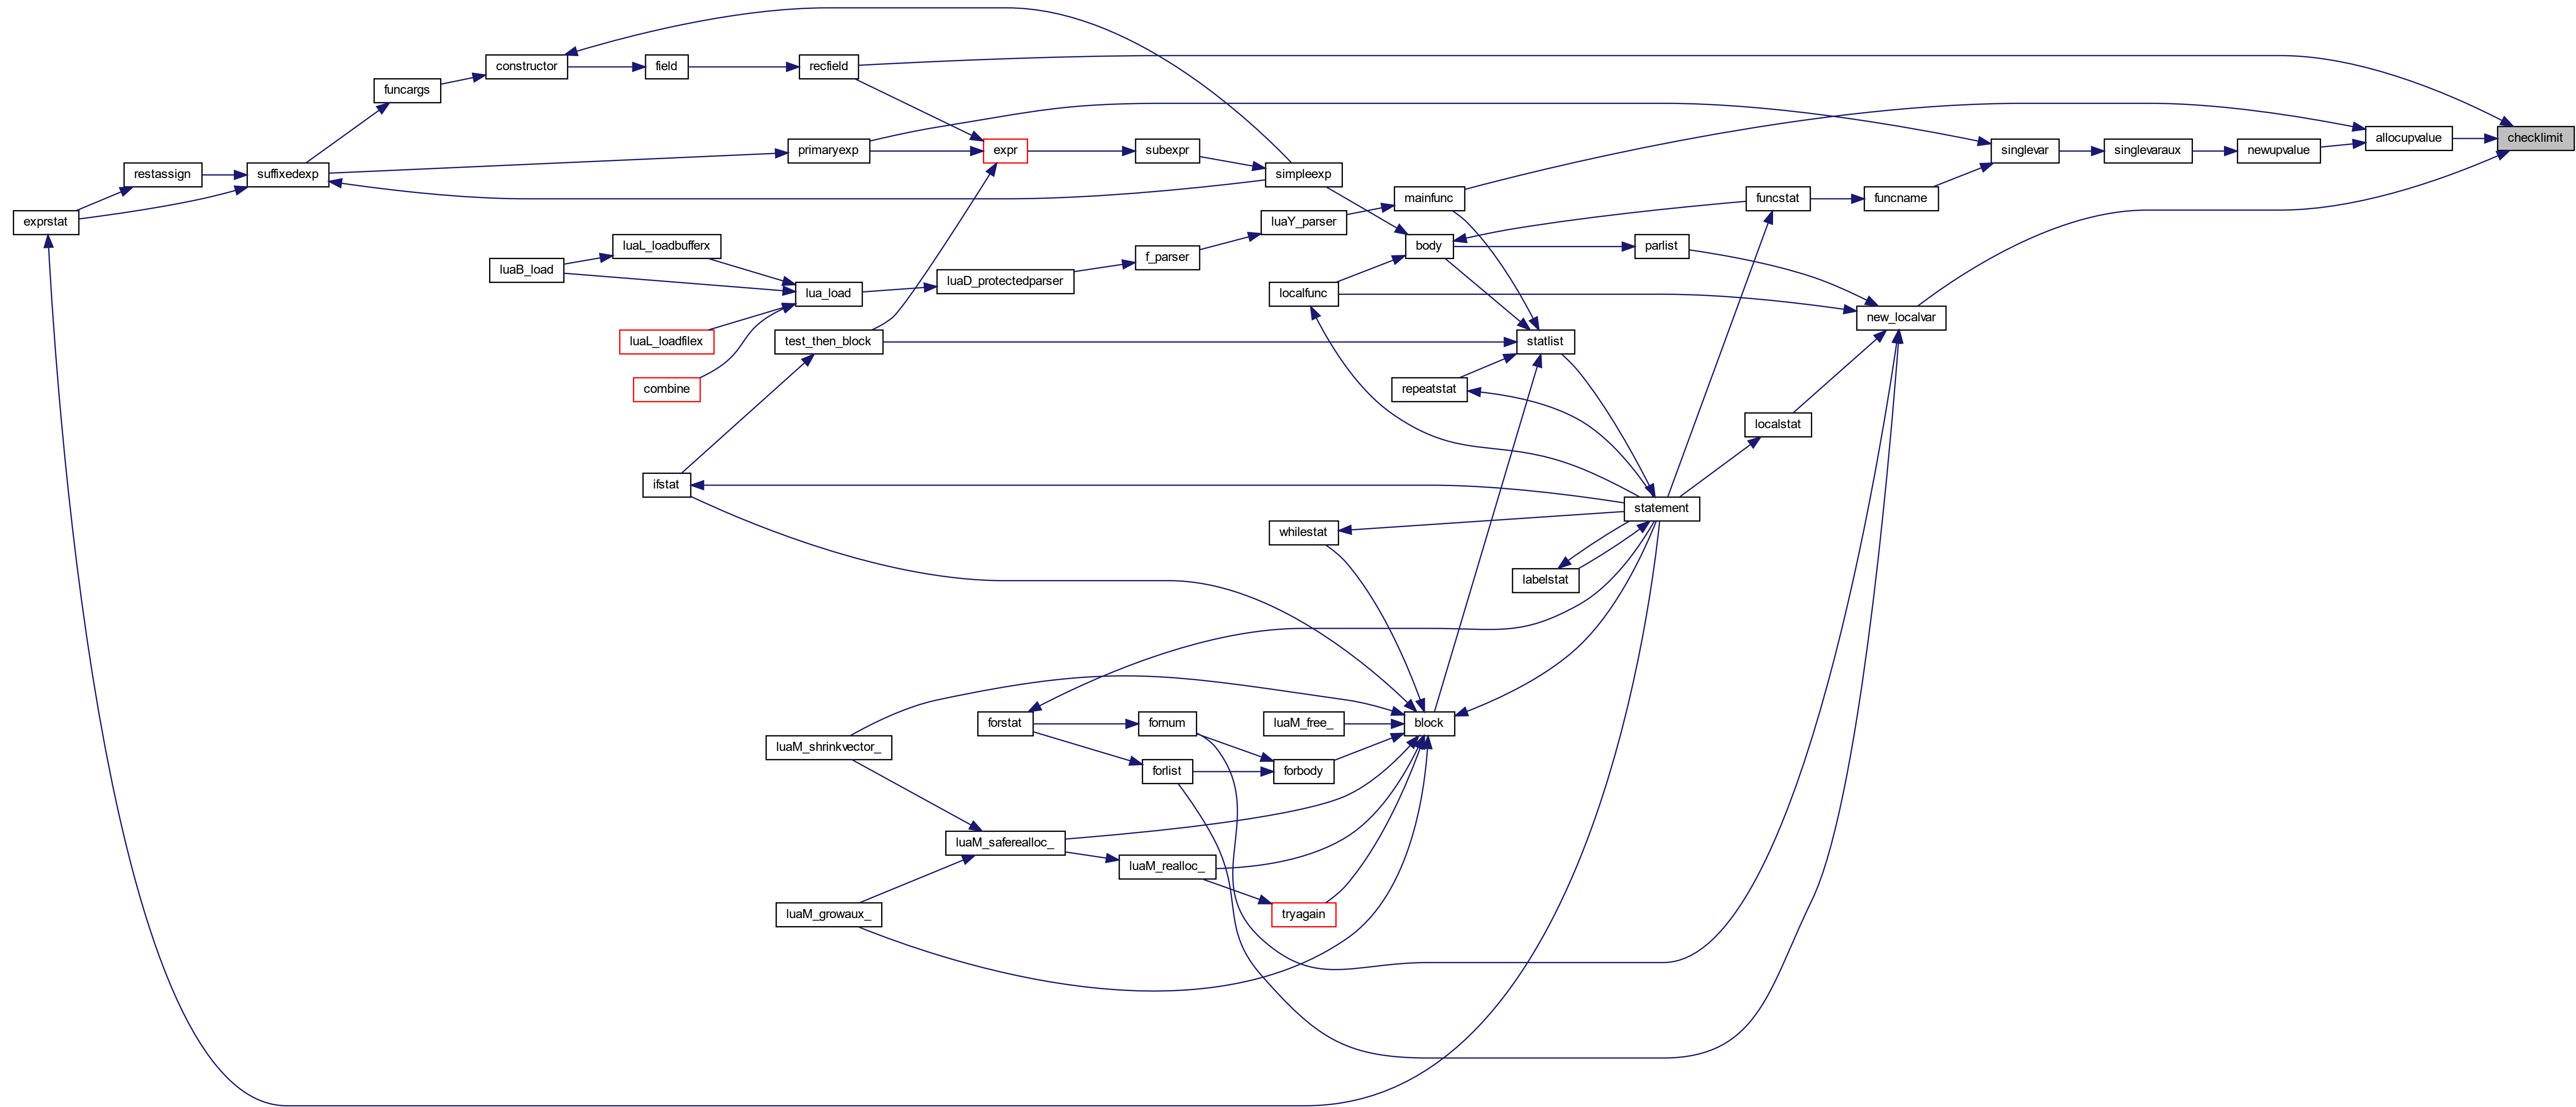 constructor
field
recfield
funcargs
checklimit
allocupvalue
newupvalue
singlevaraux
singlevar
primaryexp
expr
subexpr
restassign
suffixedexp
simpleexp
mainfunc
funcstat
funcname
exprstat
luaY_parser
luaL_loadbufferx
body
parlist
f_parser
luaB_load
luaD_protectedparser
lua_load
localfunc
new_localvar
luaL_loadfilex
test_then_block
statlist
combine
repeatstat
localstat
ifstat
statement
whilestat
labelstat
forstat
fornum
luaM_free_
block
luaM_shrinkvector_
forlist
forbody
luaM_saferealloc_
luaM_realloc_
luaM_growaux_
tryagain